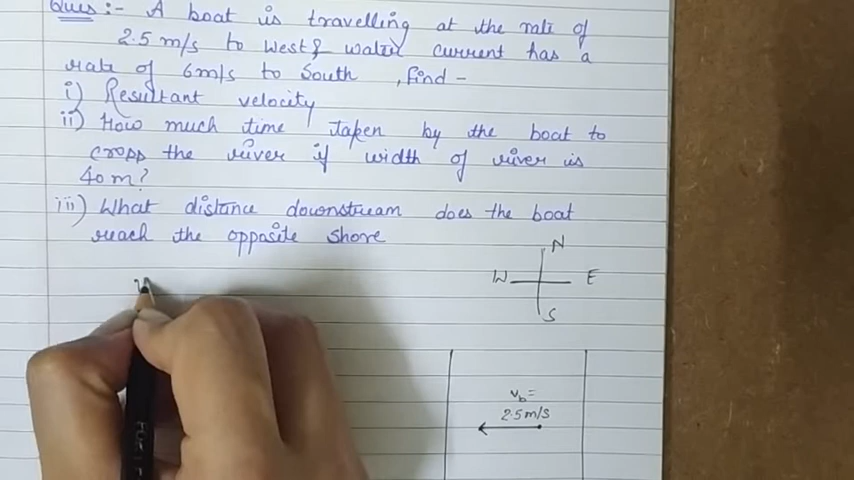 Ques :- A boat is travelling at the rate of
2.5 m/s to West & water current has a
rate of 6m/s to South , find -
i) Resultant velocity
ii) How much time taken by the boat to
cross the river if width of river is
40 m?
iii) What distance downstream does the boat
reach the opposite shore
N
W E
S
v_b =
2.5 m/s